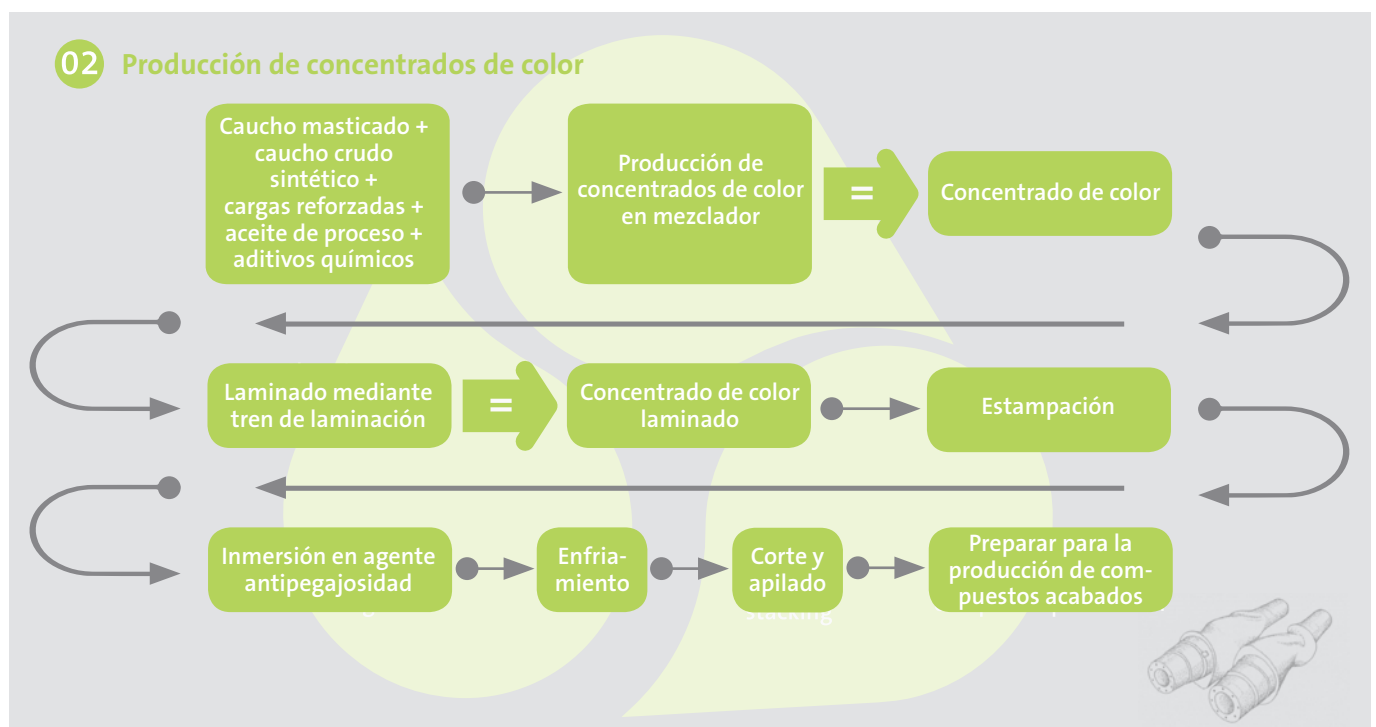 02 Producción de concentrados de color
Caucho masticado +
caucho crudo
sintético +
cargas reforzadas +
aceite de proceso +
aditivos químicos
Producción de
concentrados de color
en mezclador
=
Concentrado de color
Laminado mediante
tren de laminación
=
Concentrado de color
laminado
Estampación
Inmersión en agente
antipegajosidad
Enfria-
miento
Corte y
apilado
stacking
Preparar para la
producción de com-
puestos acabados